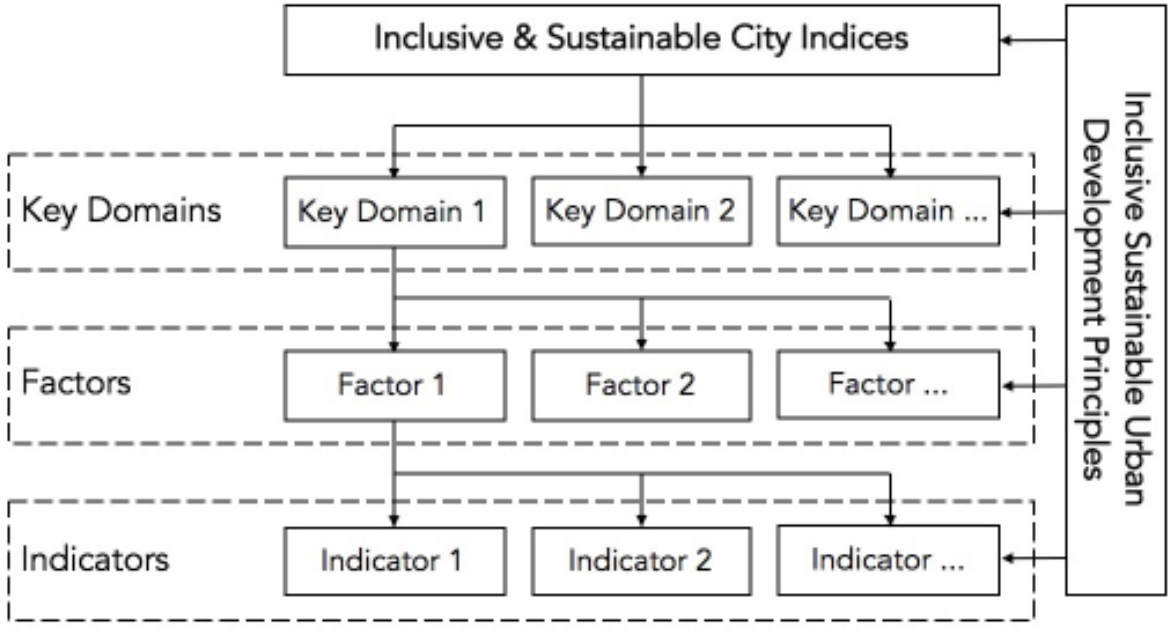 Inclusive & Sustainable City Indices
Key Domains
Key Domain 1
Key Domain 2
Key Domain ...
Factors
Factor 1
Factor 2
Factor ...
Indicators
Indicator 1
Indicator 2
Indicator ...
Inclusive Sustainable Urban
Development Principles